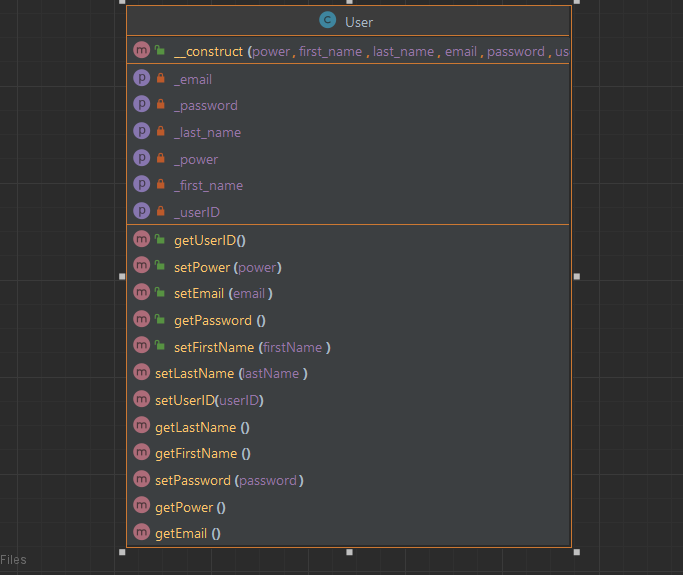 User
__construct (power, first_name, last_name, email, password, us
_email
_password
_last_name
_power
_first_name
_userID
getUserID()
setPower (power)
setEmail (email)
getPassword ()
setFirstName (firstName)
setLastName (lastName)
setUserID(userID)
getLastName ()
getFirstName ()
setPassword (password)
getPower ()
getEmail ()
Files